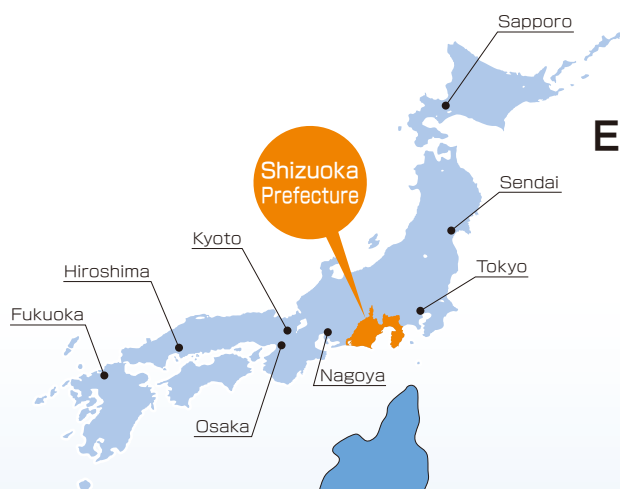 Sapporo
E
Shizuoka
Prefecture
Sendai
Kyoto
Hiroshima
Tokyo
Fukuoka
Nagoya
Osaka